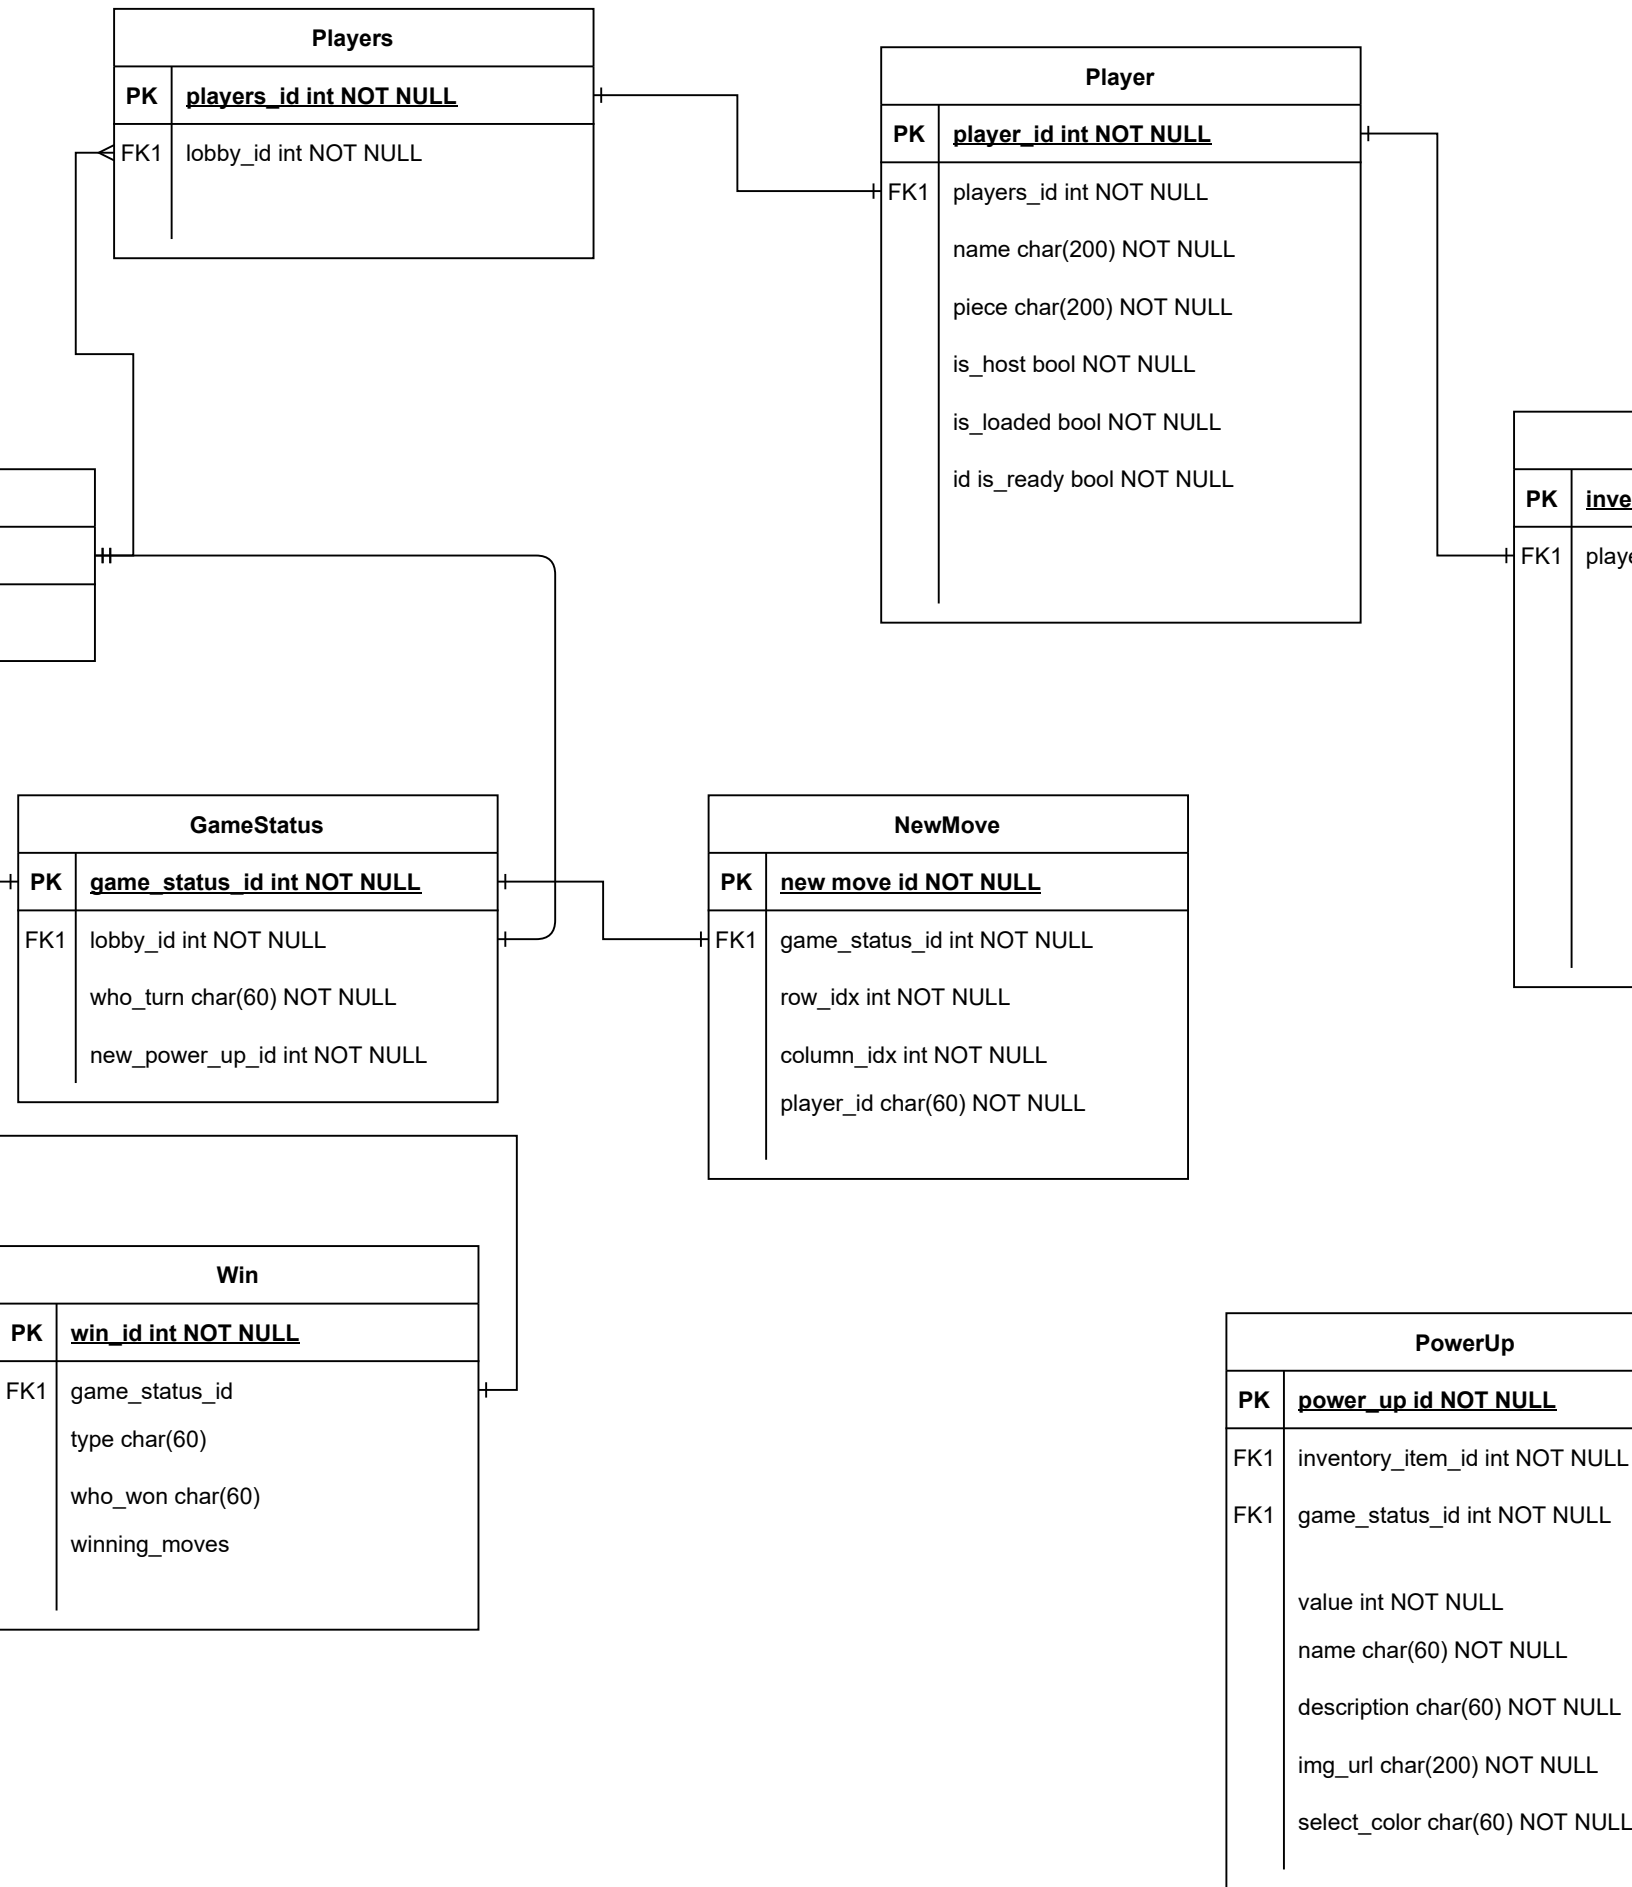 Players
PK players_id int NOT NULL
FK1 lobby_id int NOT NULL
Player
PK player_id int NOT NULL
FK1 players_id int NOT NULL
name char(200) NOT NULL
piece char(200) NOT NULL
is_host bool NOT NULL
is_loaded bool NOT NULL
id is_ready bool NOT NULL
PK
FK1
GameStatus
PK game_status_id int NOT NULL
FK1 lobby_id int NOT NULL
who_turn char(60) NOT NULL
new_power_up_id int NOT NULL
NewMove
PK new move id NOT NULL
FK1 game_status_id int NOT NULL
row_idx int NOT NULL
column_idx int NOT NULL
player_id char(60) NOT NULL
Win
PK win_id int NOT NULL
FK1 game_status_id
type char(60)
who_won char(60)
winning_moves
PowerUp
PK power_up id NOT NULL
FK1 inventory_item_id int NOT NULL
FK1 game_status_id int NOT NULL
value int NOT NULL
name char(60) NOT NULL
description char(60) NOT NULL
img_url char(200) NOT NULL
select_color char(60) NOT NULL